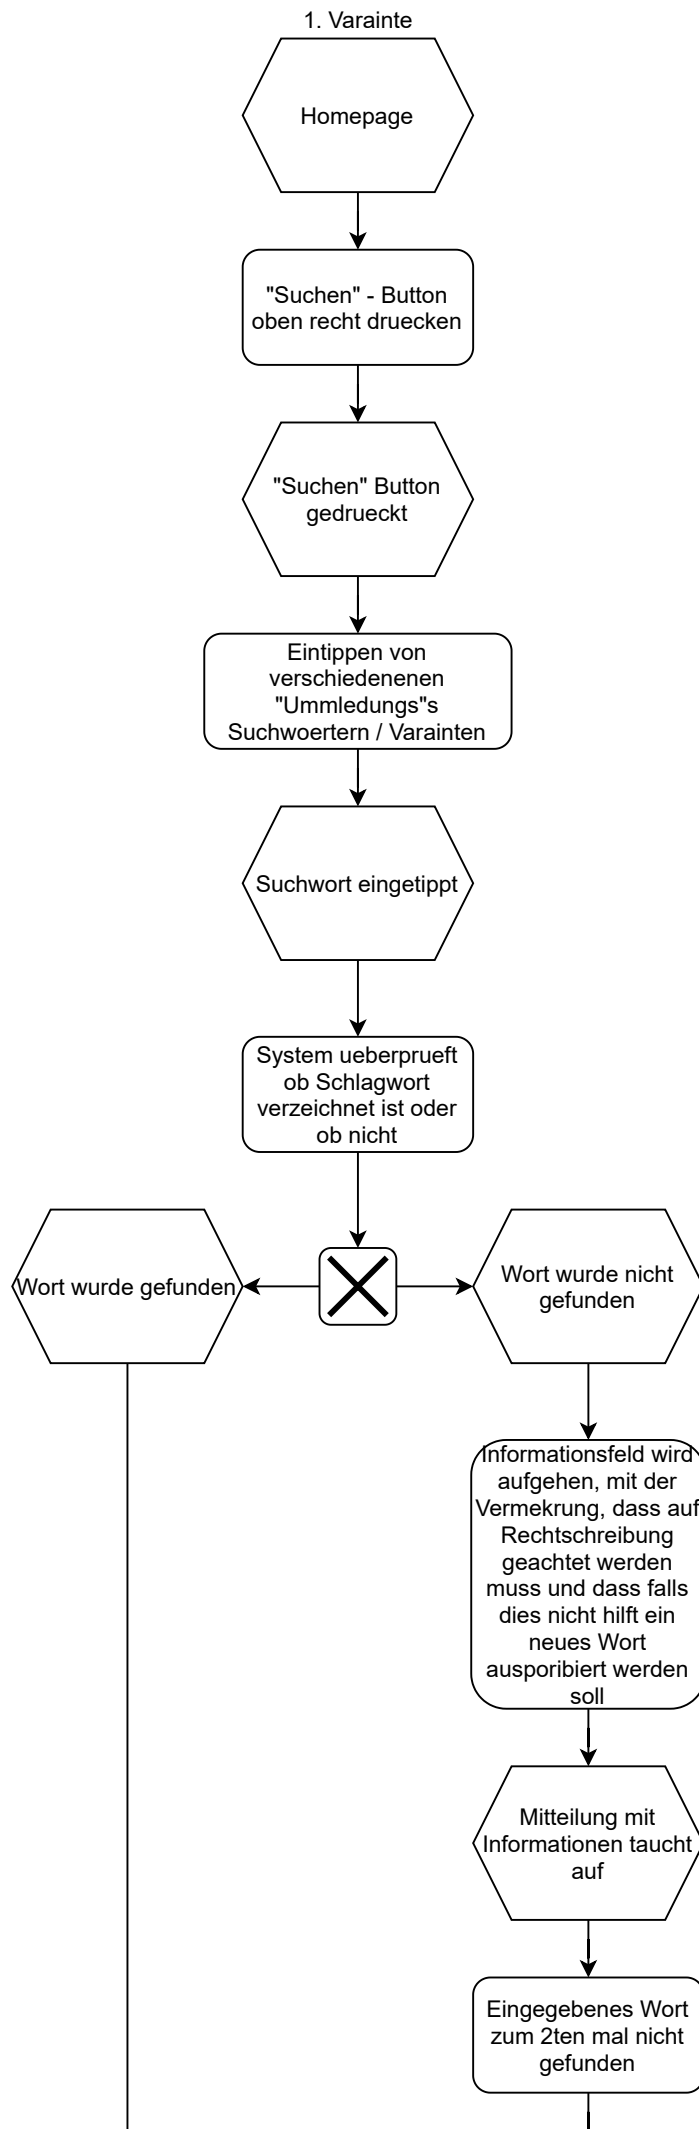 1. Varainte
Homepage
"Suchen" - Button
oben recht druecken
"Suchen" Button
gedrueckt
Eintippen von
verschiedenenen
"Ummledungs"s
Suchwoertern / Varainten
Suchwort eingetippt
System ueberprueft
ob Schlagwort
verzeichnet ist oder
ob nicht
Wort wurde gefunden
Wort wurde nicht
gefunden
Informationsfeld wird
aufgehen, mit der
Vermekrung, dass auf
Rechtschreibung
geachtet werden
muss und dass falls
dies nicht hilft ein
neues Wort
ausporibiert werden
soll
Mitteilung mit
Informationen taucht
auf
Eingegebenes Wort
zum 2ten mal nicht
gefunden